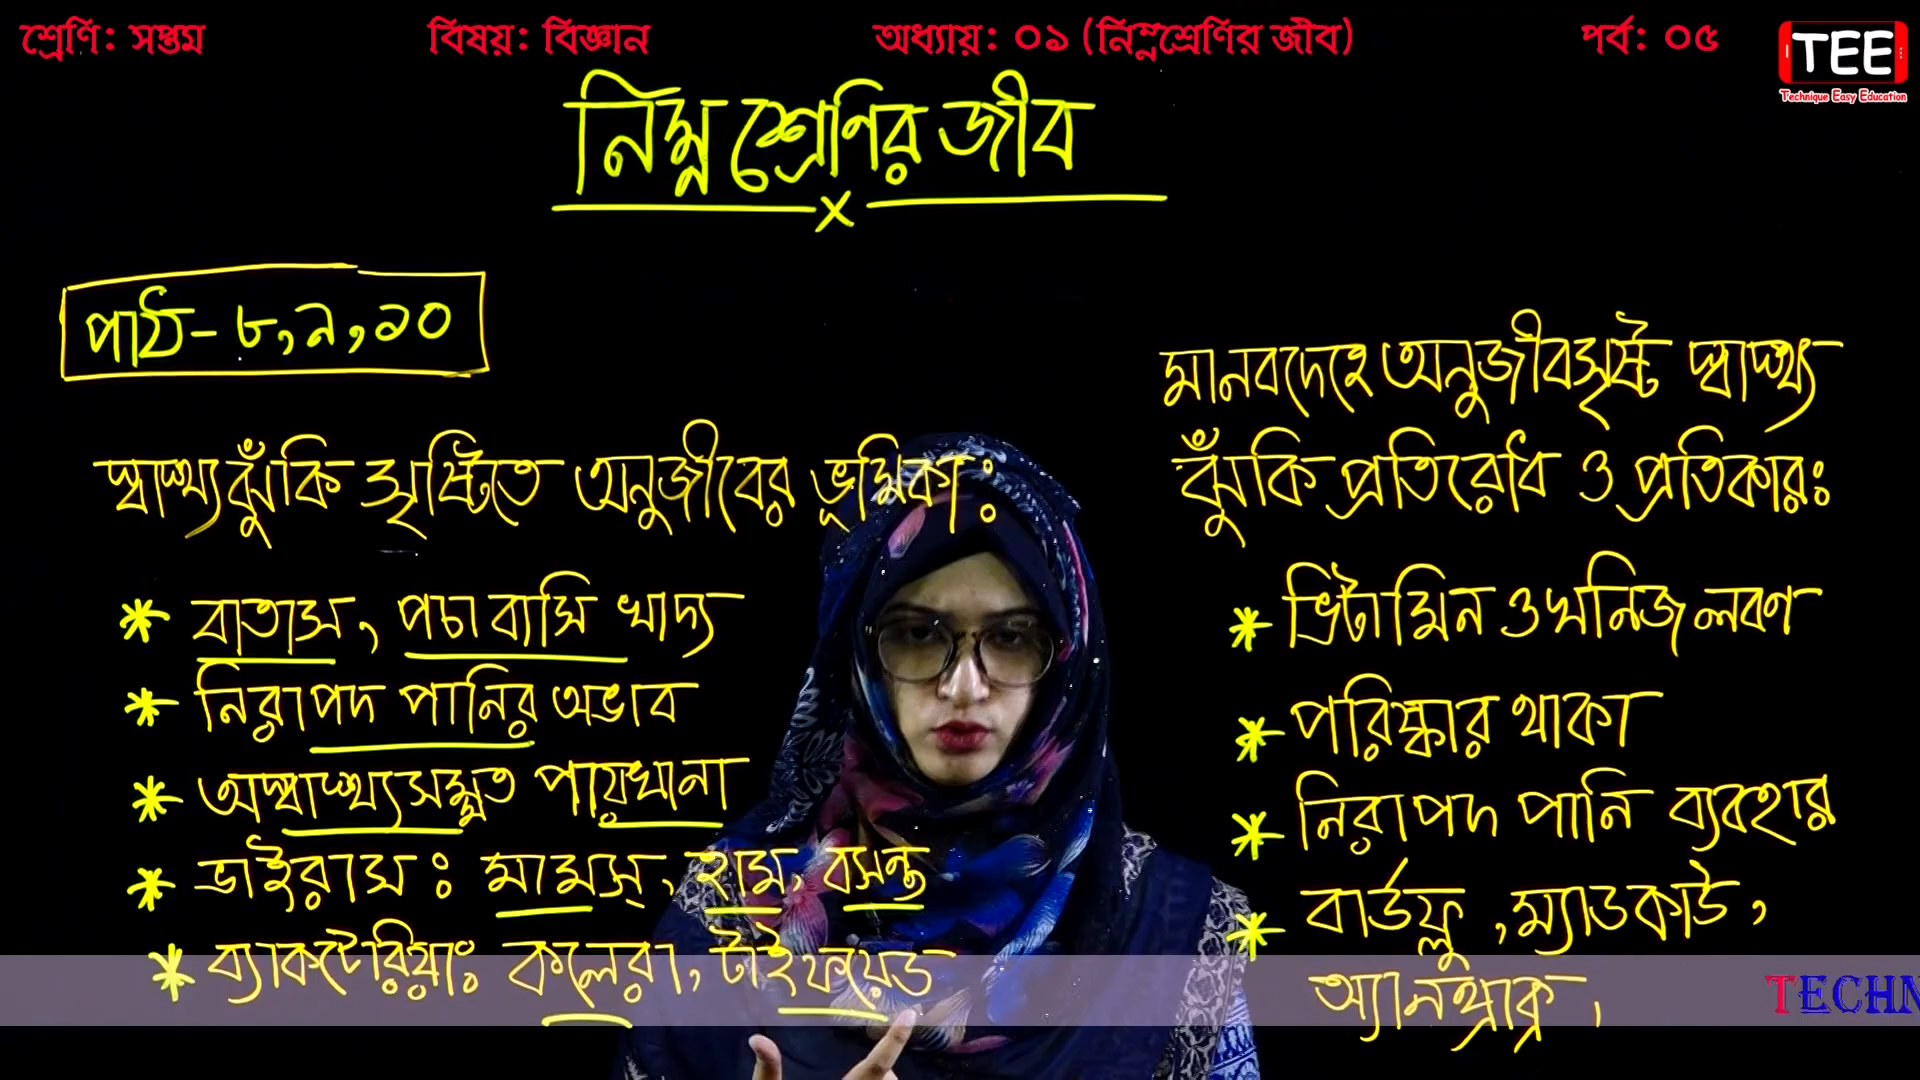 শ্রেণি: সপ্তম বিষয়: বিজ্ঞান অধ্যায়: ০১ (নিম্নশ্রেণির জীব) পর্ব: ০৫
TEE
Technique Easy Education
নিম্ন শ্রেণির জীব
পাঠ - ৮, ৯, ১০
স্বাস্থ্যঝুঁকি সৃষ্টিতে অনুজীবের ভূমিকা:
* বাতাস, পচা বাসি খাদ্য
* নিরাপদ পানির অভাব
* অস্বাস্থ্যসম্মত পায়খানা
* ভাইরাস: মামস্, হাম, বসন্ত
* ব্যাকটেরিয়া: কলেরা, টাইফয়েড
মানবদেহে অনুজীবসৃষ্ট স্বাস্থ্য
ঝুঁকি প্রতিরোধ ও প্রতিকার:
* ভিটামিন ও খনিজ লবণ
* পরিস্কার থাকা
* নিরাপদ পানি ব্যবহার
* বার্ডফ্লু, ম্যাডকাউ,
অ্যানথ্রাক্স।
TECHN